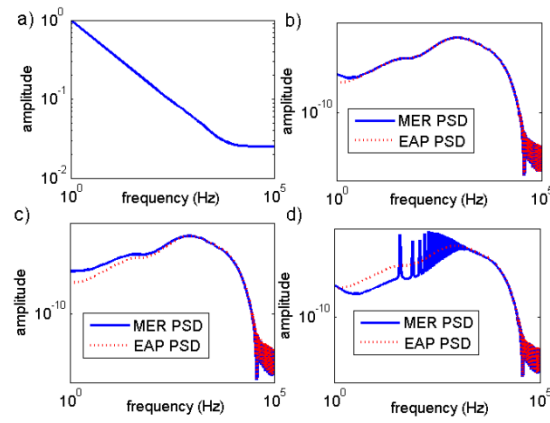 a)
10^0
10^-1
10^-2
amplitude
10^0
frequency (Hz)
10^5
b)
amplitude
10^-10
MER PSD
EAP PSD
10^0
frequency (Hz)
10^5
c)
amplitude
10^-10
MER PSD
EAP PSD
10^0
frequency (Hz)
10^5
d)
amplitude
10^-10
MER PSD
EAP PSD
10^0
frequency (Hz)
10^5